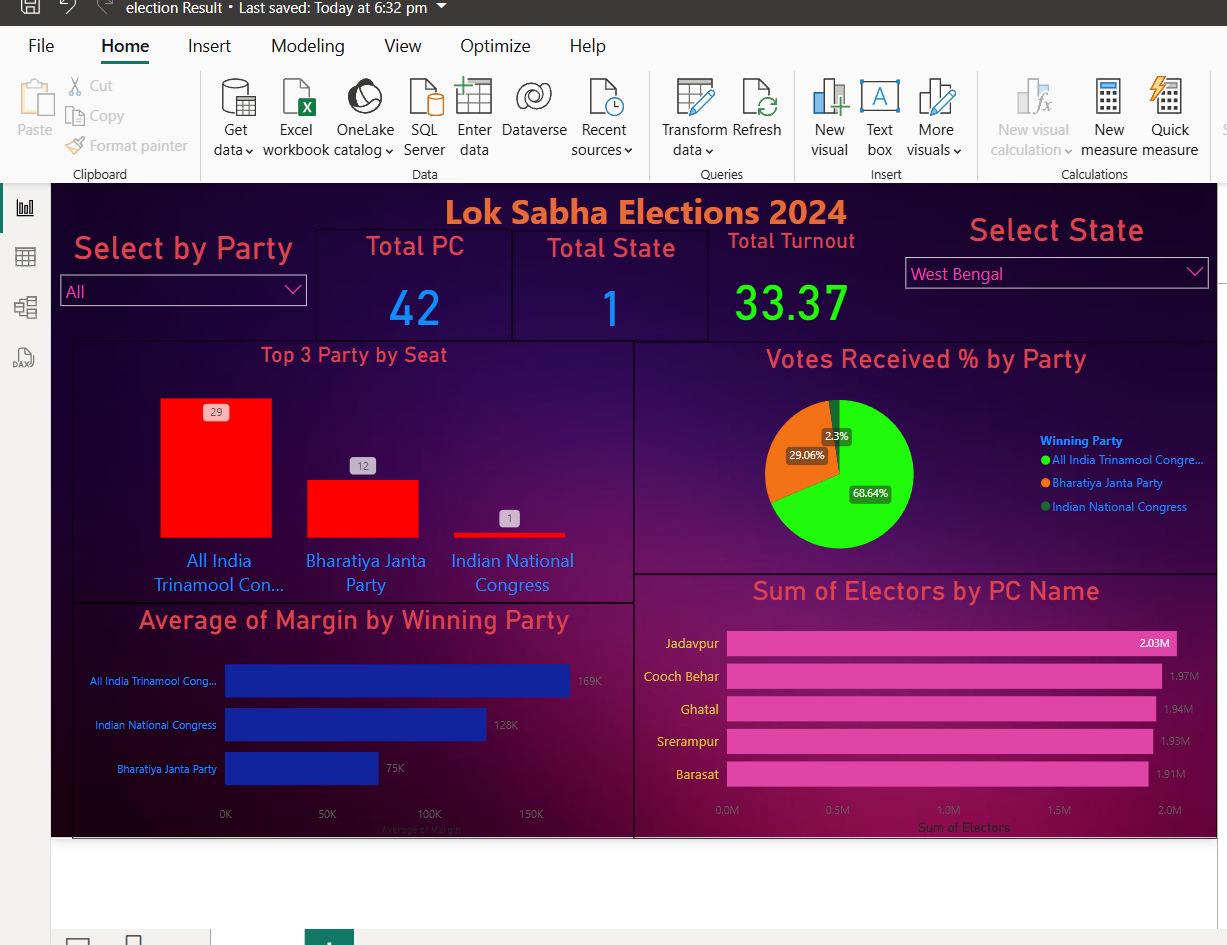 election Result • Last saved: Today at 6:32 pm
File Home Insert Modeling View Optimize Help
Paste
Cut
Copy
Format painter
Clipboard
Get data
Excel workbook
OneLake catalog
SQL Server
Enter data
Dataverse
Recent sources
Data
Transform data
Refresh
Queries
New visual
Text box
More visuals
Insert
New visual calculation
New measure
Quick measure
Calculations
DAX
Lok Sabha Elections 2024
Select by Party
All
Total PC
42
Total State
1
Total Turnout
33.37
Select State
West Bengal
Top 3 Party by Seat
29
12
1
All India Trinamool Con...
Bharatiya Janta Party
Indian National Congress
Votes Received % by Party
2.3%
29.06%
68.64%
Winning Party
All India Trinamool Congre...
Bharatiya Janta Party
Indian National Congress
Average of Margin by Winning Party
All India Trinamool Cong... 169K
Indian National Congress 128K
Bharatiya Janta Party 75K
0K 50K 100K 150K
Average of Margin
Sum of Electors by PC Name
Jadavpur 2.03M
Cooch Behar 1.97M
Ghatal 1.94M
Srerampur 1.93M
Barasat 1.91M
0.0M 0.5M 1.0M 1.5M 2.0M
Sum of Electors